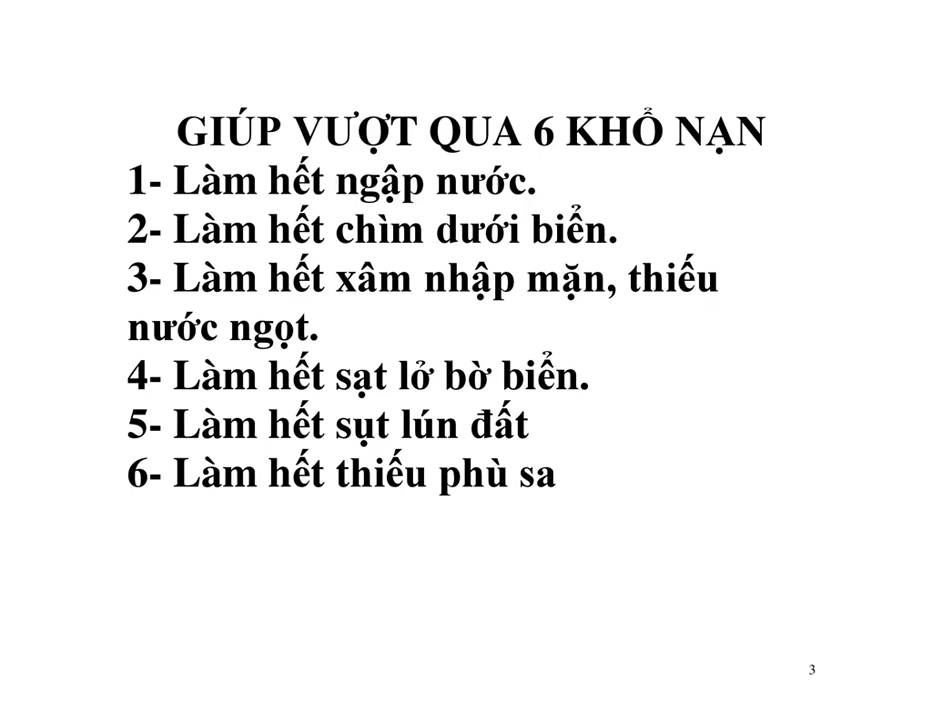 GIÚP VƯỢT QUA 6 KHỔ NẠN
1- Làm hết ngập nước.
2- Làm hết chìm dưới biển.
3- Làm hết xâm nhập mặn, thiếu
nước ngọt.
4- Làm hết sạt lở bờ biển.
5- Làm hết sụt lún đất
6- Làm hết thiếu phù sa
3